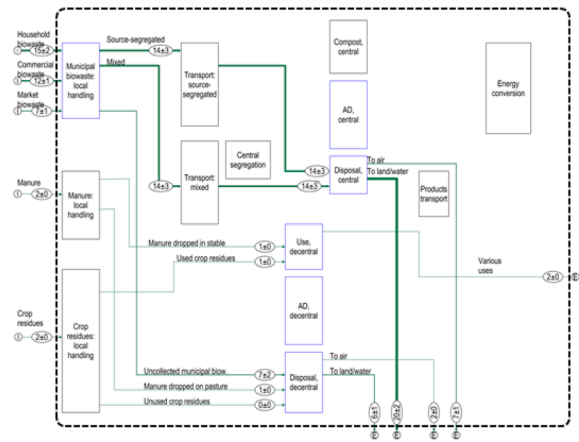 Household
biowaste
15±2
Commercial
biowaste
12±1
Market
biowaste
7±1
Municipal
biowaste:
local
handling
Source-segregated
14±3
Mixed
Transport:
source-
segregated
Compost,
central
AD,
central
Energy
conversion
Central
segregation
14±3
Transport:
mixed
14±3
14±3
Disposal,
central
To air
To land/water
Products
transport
Manure
2±0
Manure:
local
handling
Manure dropped in stable
1±0
Used crop residues
1±0
Use,
decentral
Various
uses
2±0
E
AD,
decentral
Crop
residues
2±0
Crop
residues:
local
handling
Uncollected municipal biow.
7±2
Manure dropped on pasture
1±0
Unused crop residues
0±0
Disposal,
decentral
To air
To land/water
6±1
20±2
2±0
7±1
E
E
E
E